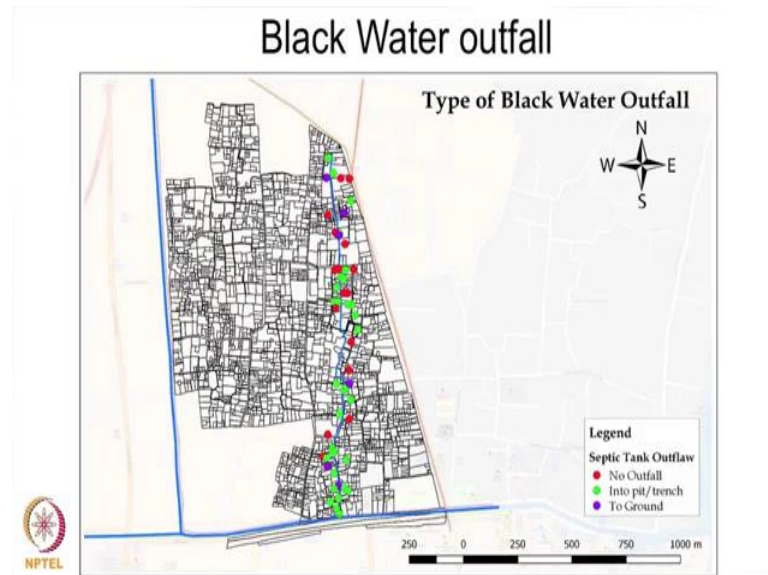 Black Water outfall
Type of Black Water Outfall
N
W E
S
Legend
Septic Tank Outflaw
No Outfall
Into pit/trench
To Ground
250 0 250 500 750 1000 m
NPTEL